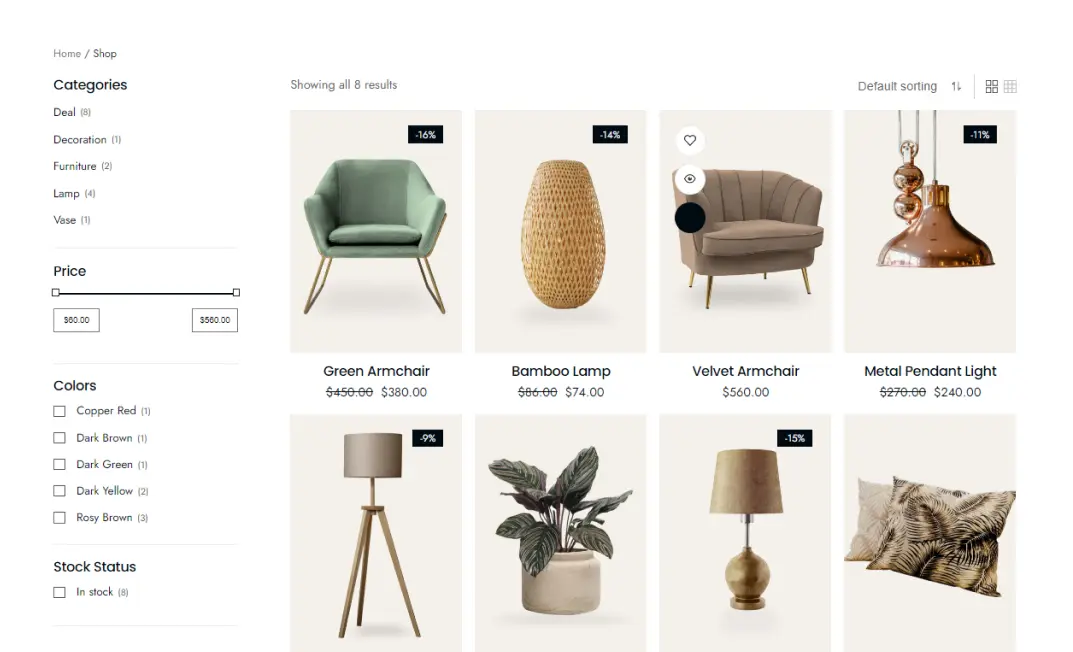 Home / Shop
Categories
Deal (8)
Decoration (1)
Furniture (2)
Lamp (4)
Vase (1)
Price
$60.00 $560.00
Colors
Copper Red (1)
Dark Brown (1)
Dark Green (1)
Dark Yellow (2)
Rosy Brown (3)
Stock Status
In stock (8)
Showing all 8 results
Default sorting
-16%
Green Armchair
$450.00 $380.00
-14%
Bamboo Lamp
$86.00 $74.00
Velvet Armchair
$560.00
-11%
Metal Pendant Light
$270.00 $240.00
-9%
-15%